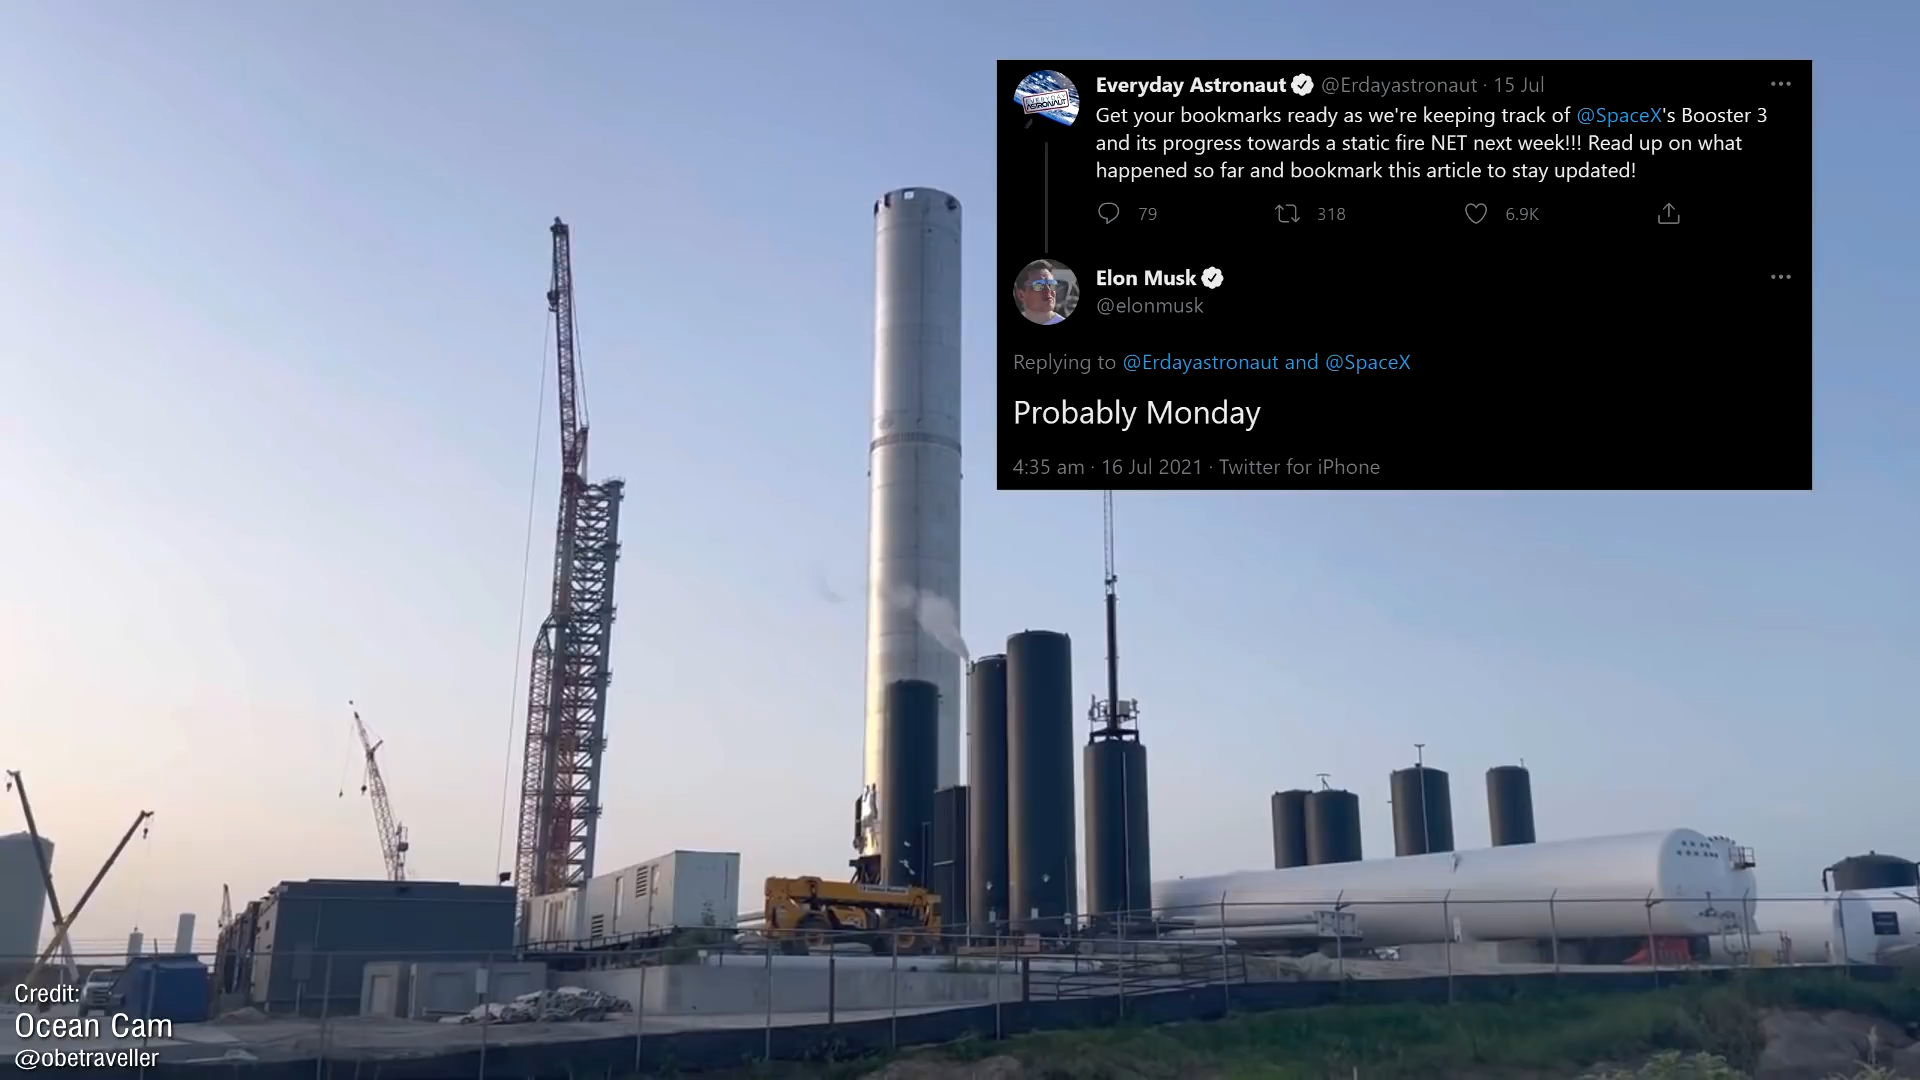 Everyday Astronaut @Erdayastronaut · 15 Jul
Get your bookmarks ready as we're keeping track of @SpaceX's Booster 3
and its progress towards a static fire NET next week!!! Read up on what
happened so far and bookmark this article to stay updated!
79 318 6.9K
Elon Musk
@elonmusk
Replying to @Erdayastronaut and @SpaceX
Probably Monday
4:35 am · 16 Jul 2021 · Twitter for iPhone
Credit:
Ocean Cam
@obetraveller